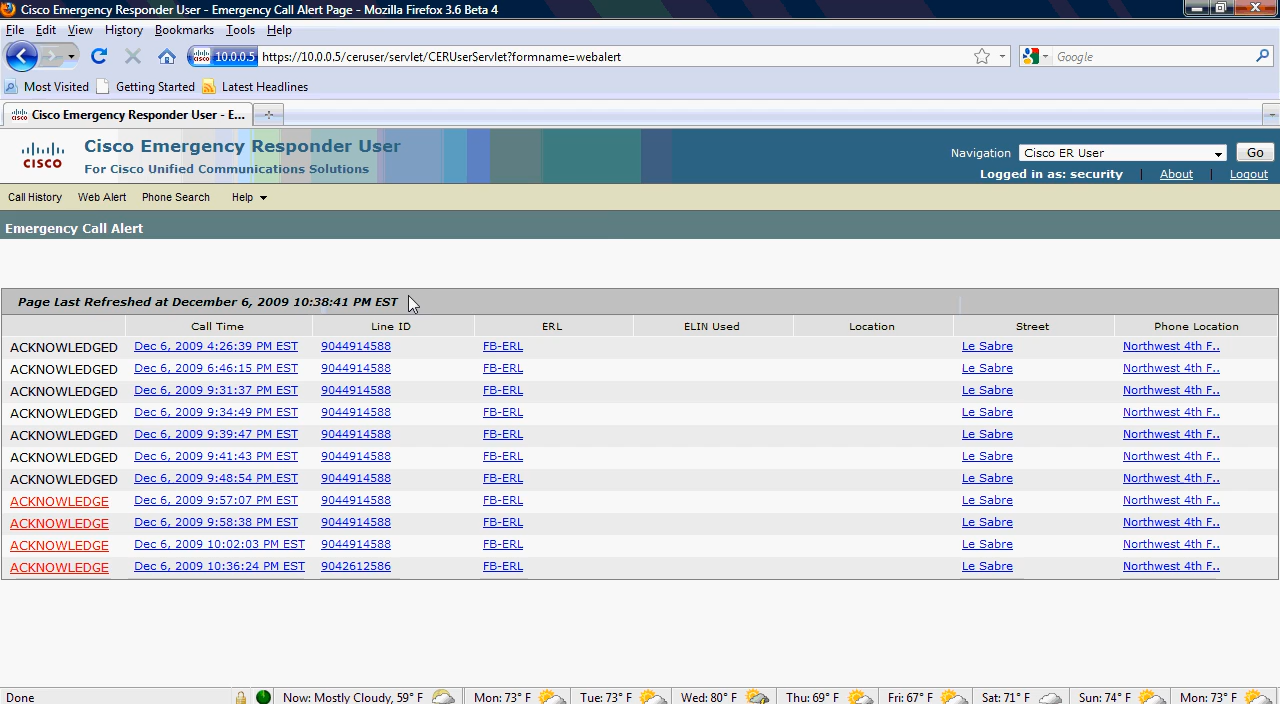 Cisco Emergency Responder User - Emergency Call Alert Page - Mozilla Firefox 3.6 Beta 4
File Edit View History Bookmarks Tools Help
10.0.0.5 https://10.0.0.5/ceruser/servlet/CERUserServlet?formname=webalert Google
Most Visited Getting Started Latest Headlines
Cisco Emergency Responder User - E...
CISCO
Cisco Emergency Responder User
For Cisco Unified Communications Solutions
Navigation Cisco ER User Go
Logged in as: security About Logout
Call History Web Alert Phone Search Help
Emergency Call Alert
Page Last Refreshed at December 6, 2009 10:38:41 PM EST
Call Time Line ID ERL ELIN Used Location Street Phone Location
ACKNOWLEDGED Dec 6, 2009 4:26:39 PM EST 9044914588 FB-ERL Le Sabre Northwest 4th F..
ACKNOWLEDGED Dec 6, 2009 6:46:15 PM EST 9044914588 FB-ERL Le Sabre Northwest 4th F..
ACKNOWLEDGED Dec 6, 2009 9:31:37 PM EST 9044914588 FB-ERL Le Sabre Northwest 4th F..
ACKNOWLEDGED Dec 6, 2009 9:34:49 PM EST 9044914588 FB-ERL Le Sabre Northwest 4th F..
ACKNOWLEDGED Dec 6, 2009 9:39:47 PM EST 9044914588 FB-ERL Le Sabre Northwest 4th F..
ACKNOWLEDGED Dec 6, 2009 9:41:43 PM EST 9044914588 FB-ERL Le Sabre Northwest 4th F..
ACKNOWLEDGED Dec 6, 2009 9:48:54 PM EST 9044914588 FB-ERL Le Sabre Northwest 4th F..
ACKNOWLEDGE Dec 6, 2009 9:57:07 PM EST 9044914588 FB-ERL Le Sabre Northwest 4th F..
ACKNOWLEDGE Dec 6, 2009 9:58:38 PM EST 9044914588 FB-ERL Le Sabre Northwest 4th F..
ACKNOWLEDGE Dec 6, 2009 10:02:03 PM EST 9044914588 FB-ERL Le Sabre Northwest 4th F..
ACKNOWLEDGE Dec 6, 2009 10:36:24 PM EST 9042612586 FB-ERL Le Sabre Northwest 4th F..
Done Now: Mostly Cloudy, 59° F Mon: 73° F Tue: 73° F Wed: 80° F Thu: 69° F Fri: 67° F Sat: 71° F Sun: 74° F Mon: 73° F